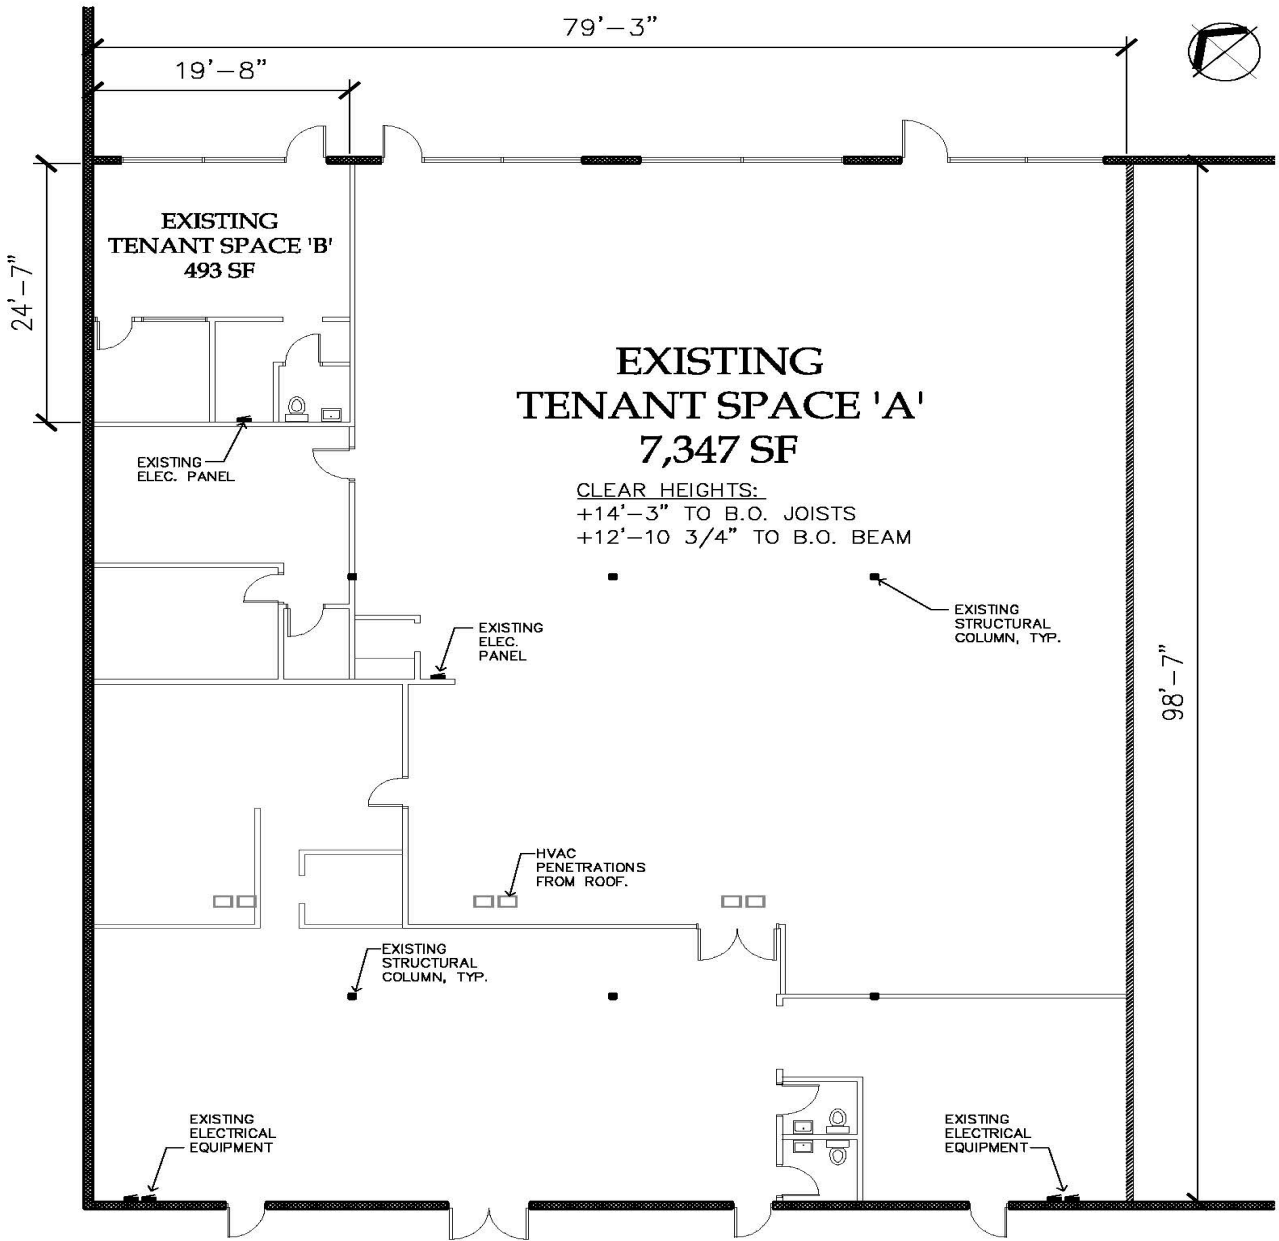 79'-3"
19'-8"
EXISTING
TENANT SPACE 'B'
493 SF
24'-7"
EXISTING
TENANT SPACE 'A'
7,347 SF
CLEAR HEIGHTS:
+14'-3" TO B.O. JOISTS
+12'-10 3/4" TO B.O. BEAM
EXISTING
ELEC. PANEL
EXISTING
STRUCTURAL
COLUMN, TYP.
EXISTING
ELEC.
PANEL
98'-7"
HVAC
PENETRATIONS
FROM ROOF.
EXISTING
STRUCTURAL
COLUMN, TYP.
EXISTING
ELECTRICAL
EQUIPMENT
EXISTING
ELECTRICAL
EQUIPMENT